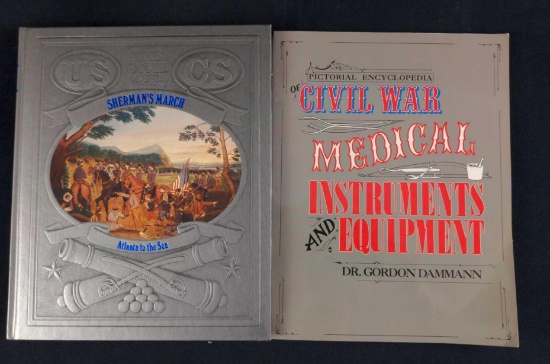 US CS
SHERMAN'S MARCH
Atlanta to the Sea
PICTORIAL ENCYCLOPEDIA
OF CIVIL WAR
MEDICAL
INSTRUMENTS
AND EQUIPMENT
DR. GORDON DAMMANN